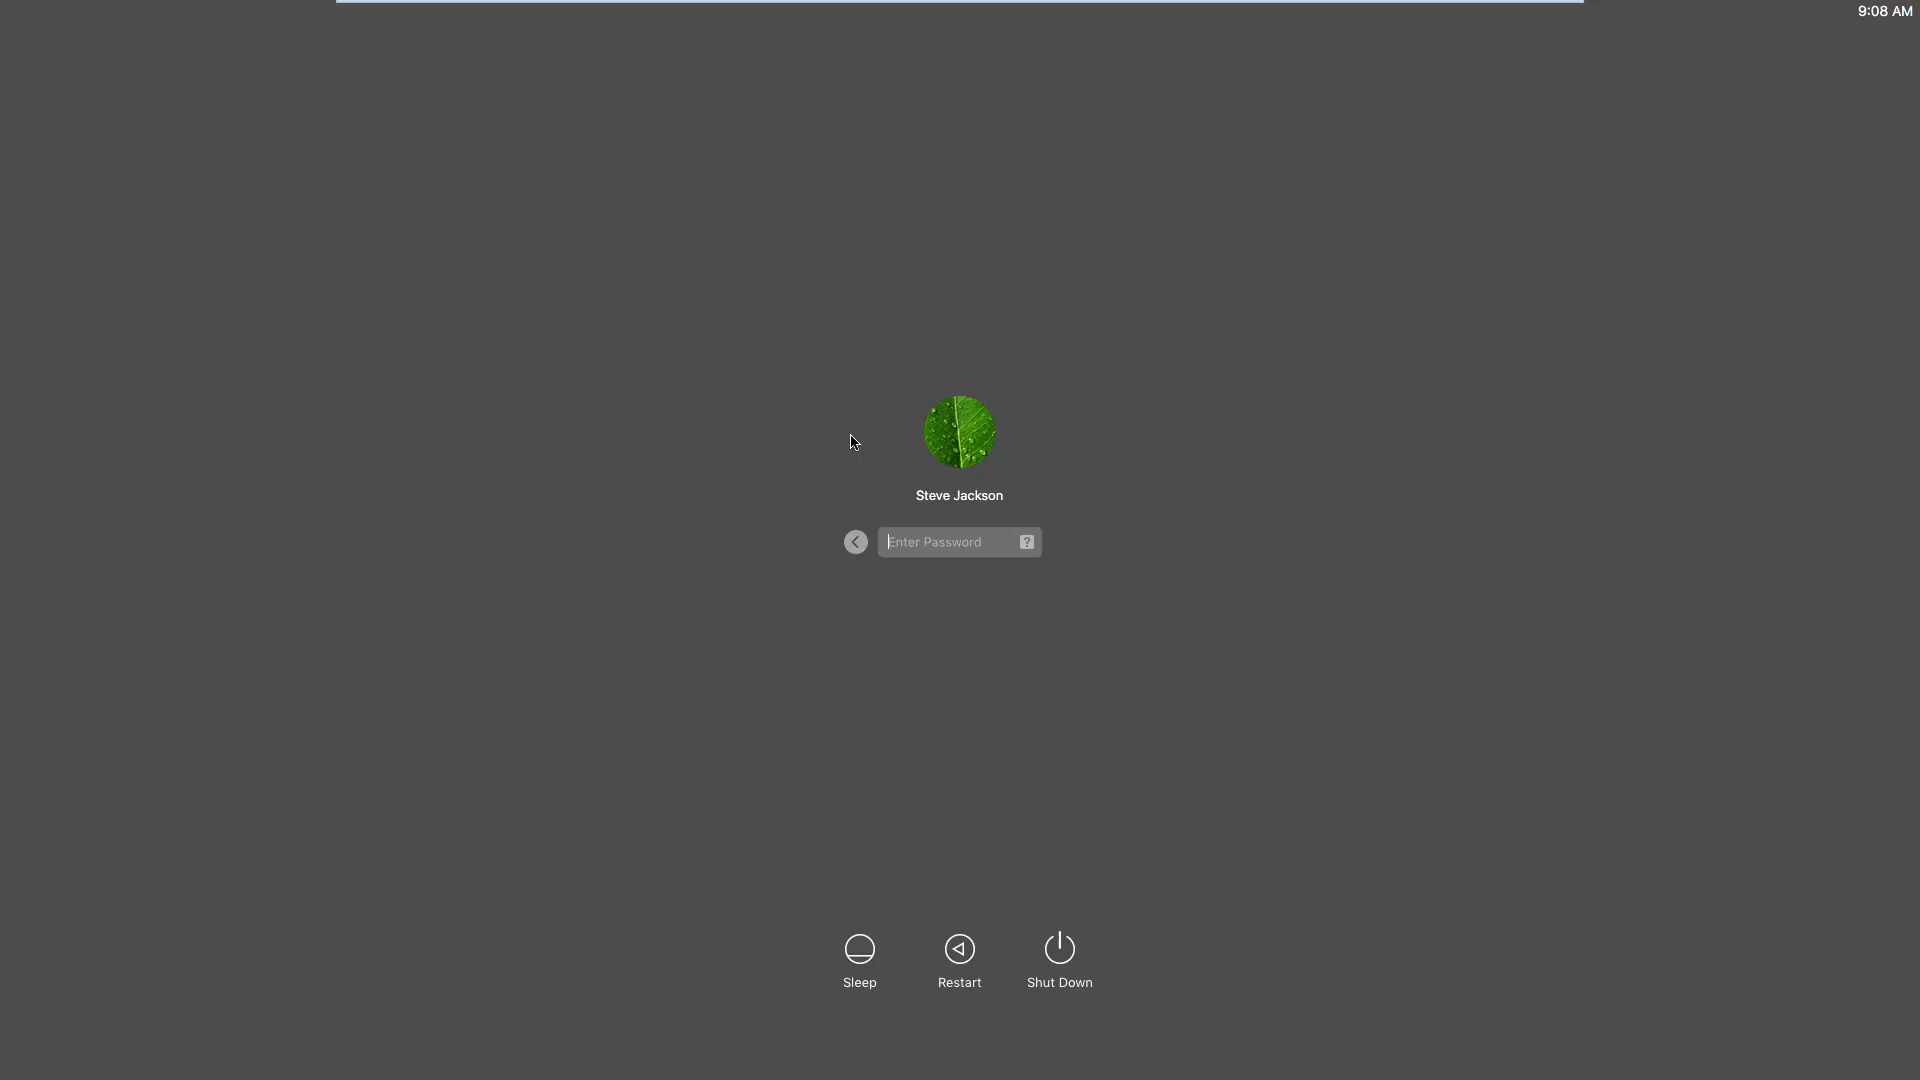 9:08 AM
Steve Jackson
Enter Password ?
Sleep
Restart
Shut Down